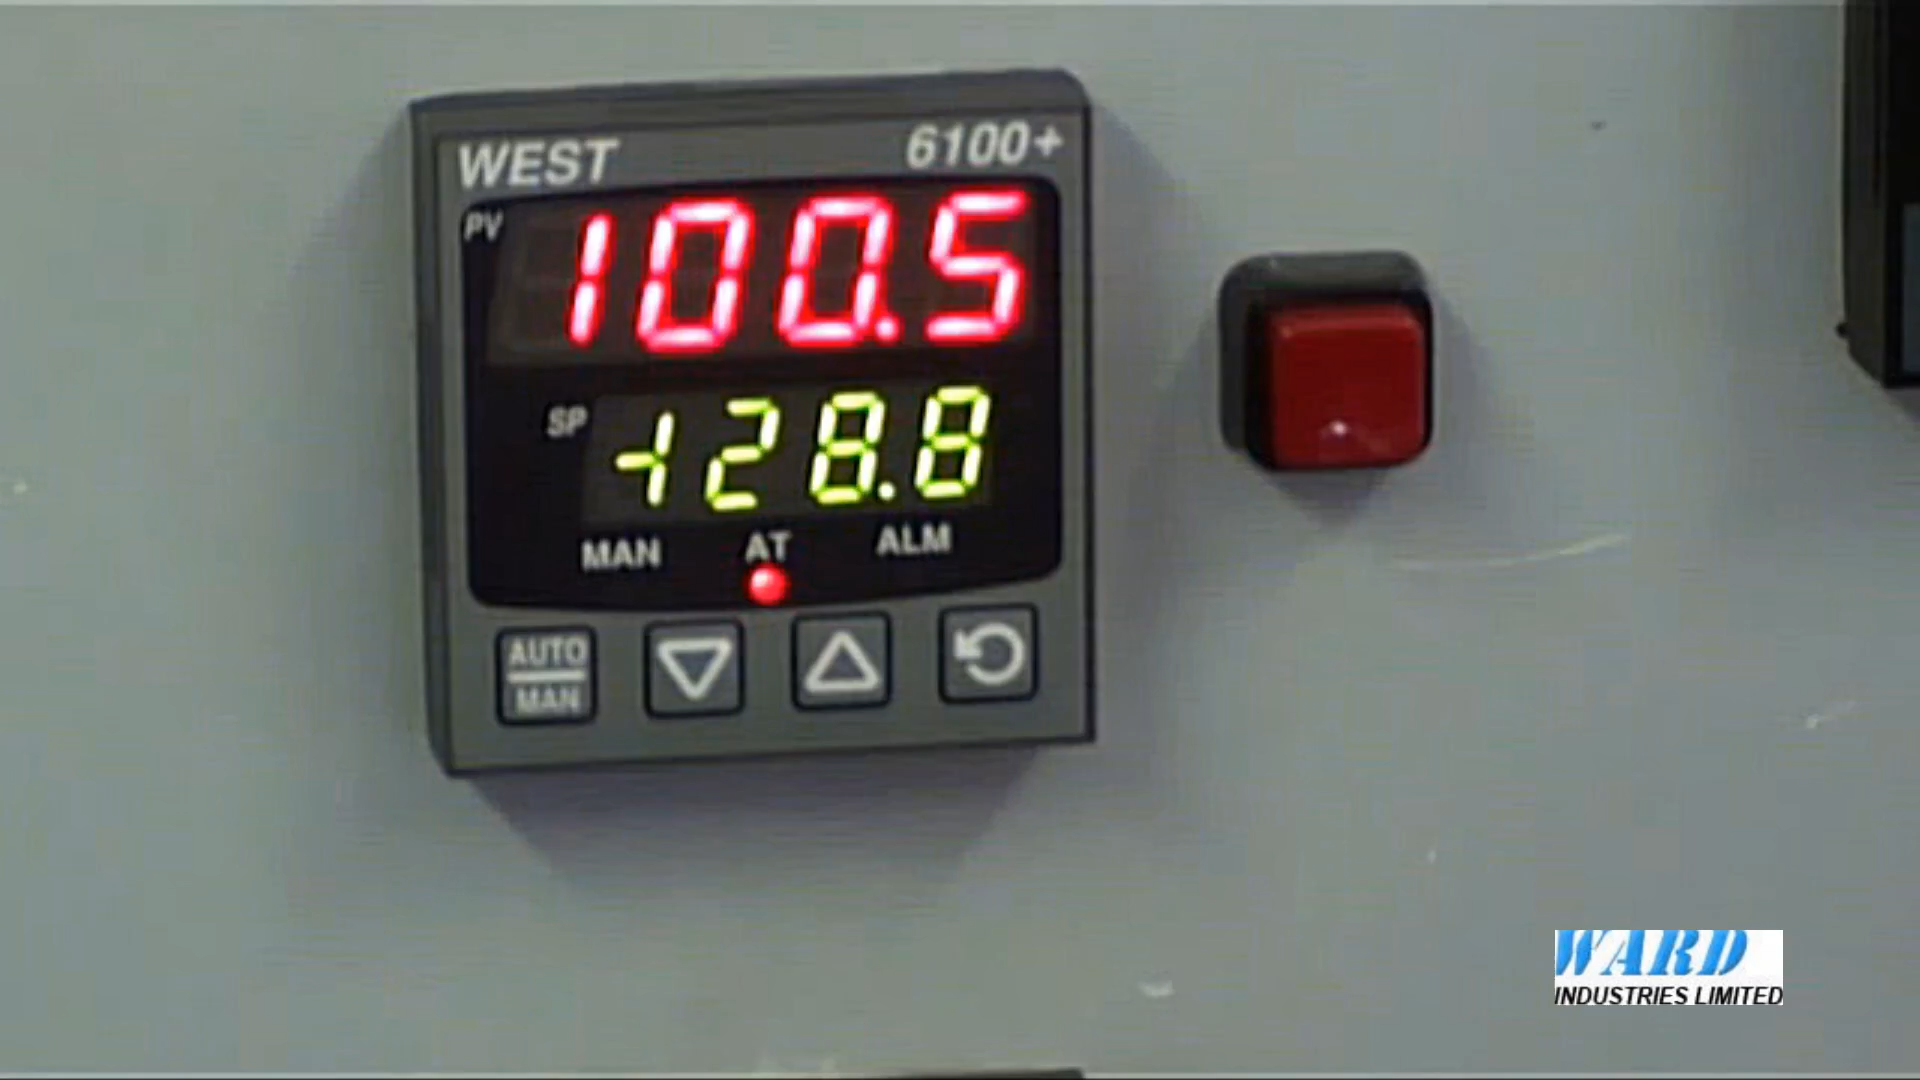 WEST 6100+
PV 100.5
SP -128.8
MAN AT ALM
AUTO
MAN
WARD
INDUSTRIES LIMITED